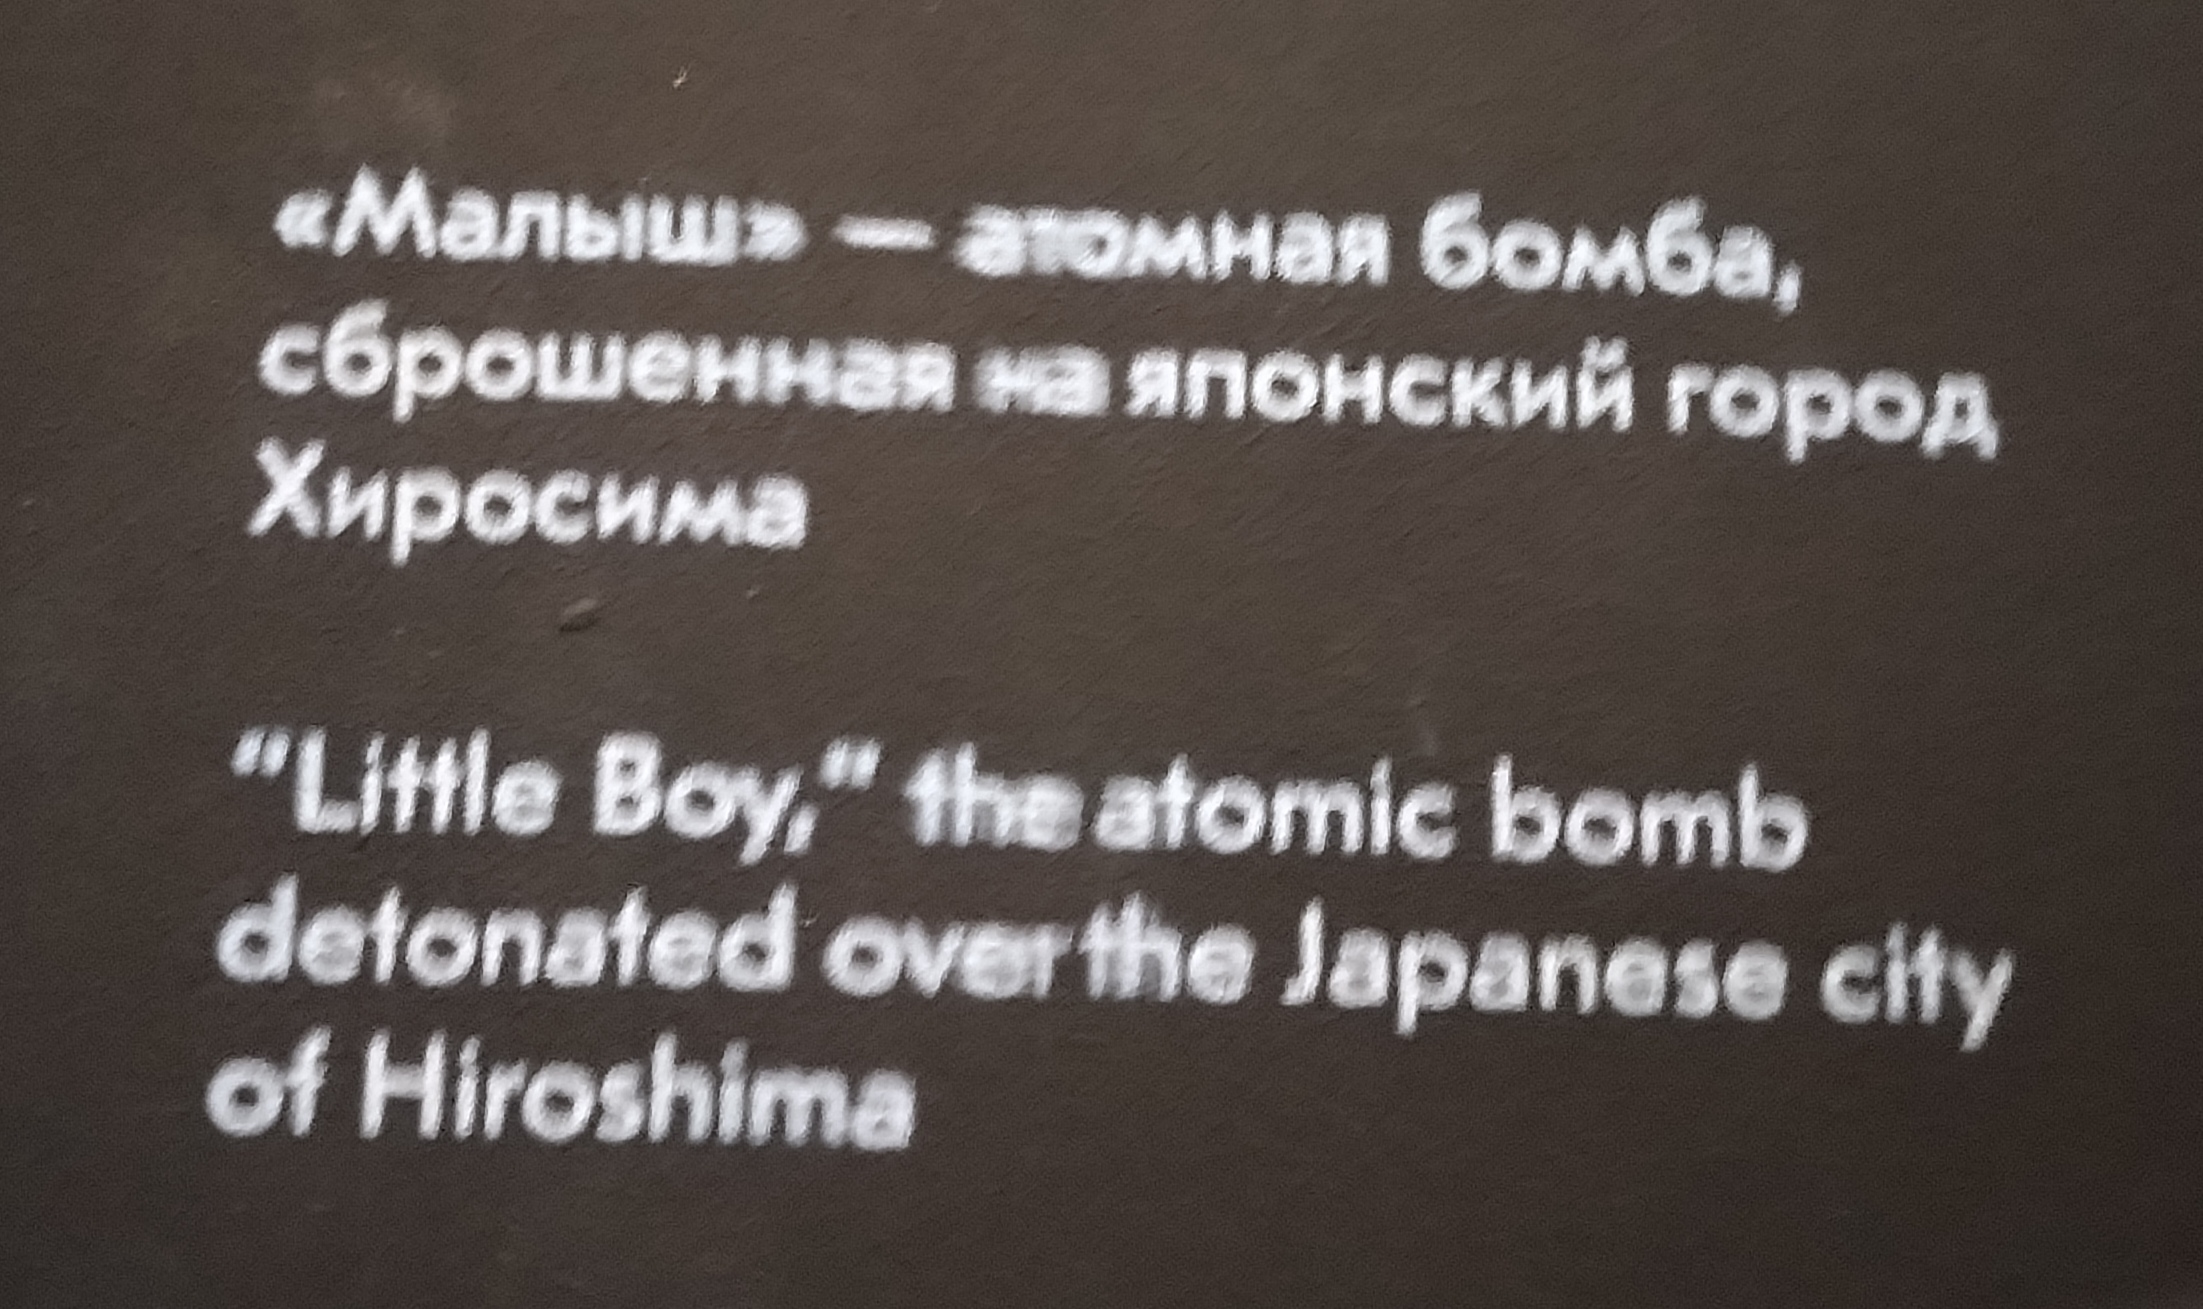 «Малыш» — атомная бомба,
сброшенная на японский город
Хиросима
“Little Boy,” the atomic bomb
detonated over the Japanese city
of Hiroshima